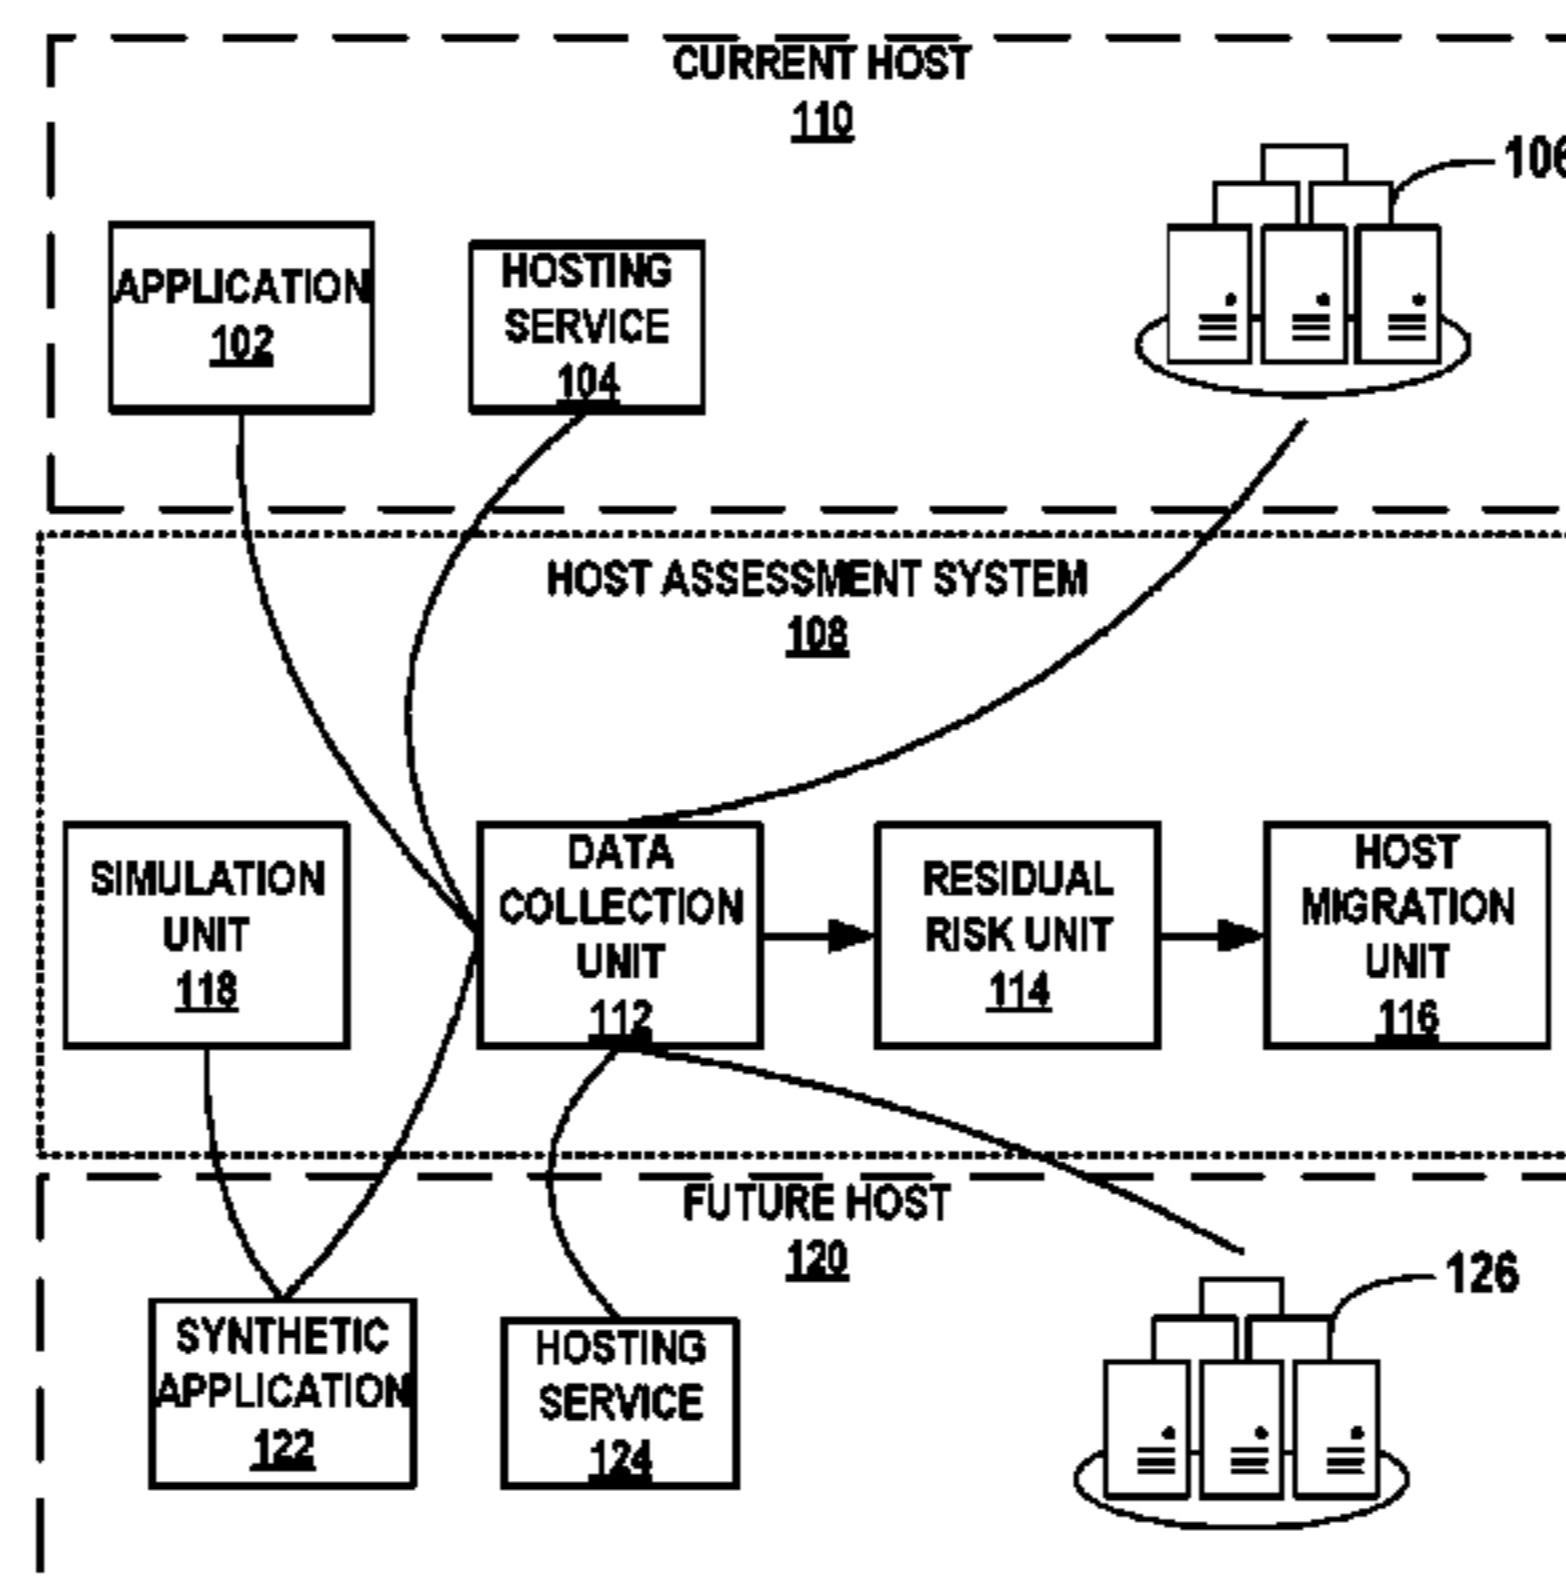 CURRENT HOST
110
106
APPLICATION
102
HOSTING
SERVICE
104
HOST ASSESSMENT SYSTEM
108
SIMULATION
UNIT
118
DATA
COLLECTION
UNIT
112
RESIDUAL
RISK UNIT
114
HOST
MIGRATION
UNIT
116
FUTURE HOST
120
126
SYNTHETIC
APPLICATION
122
HOSTING
SERVICE
124